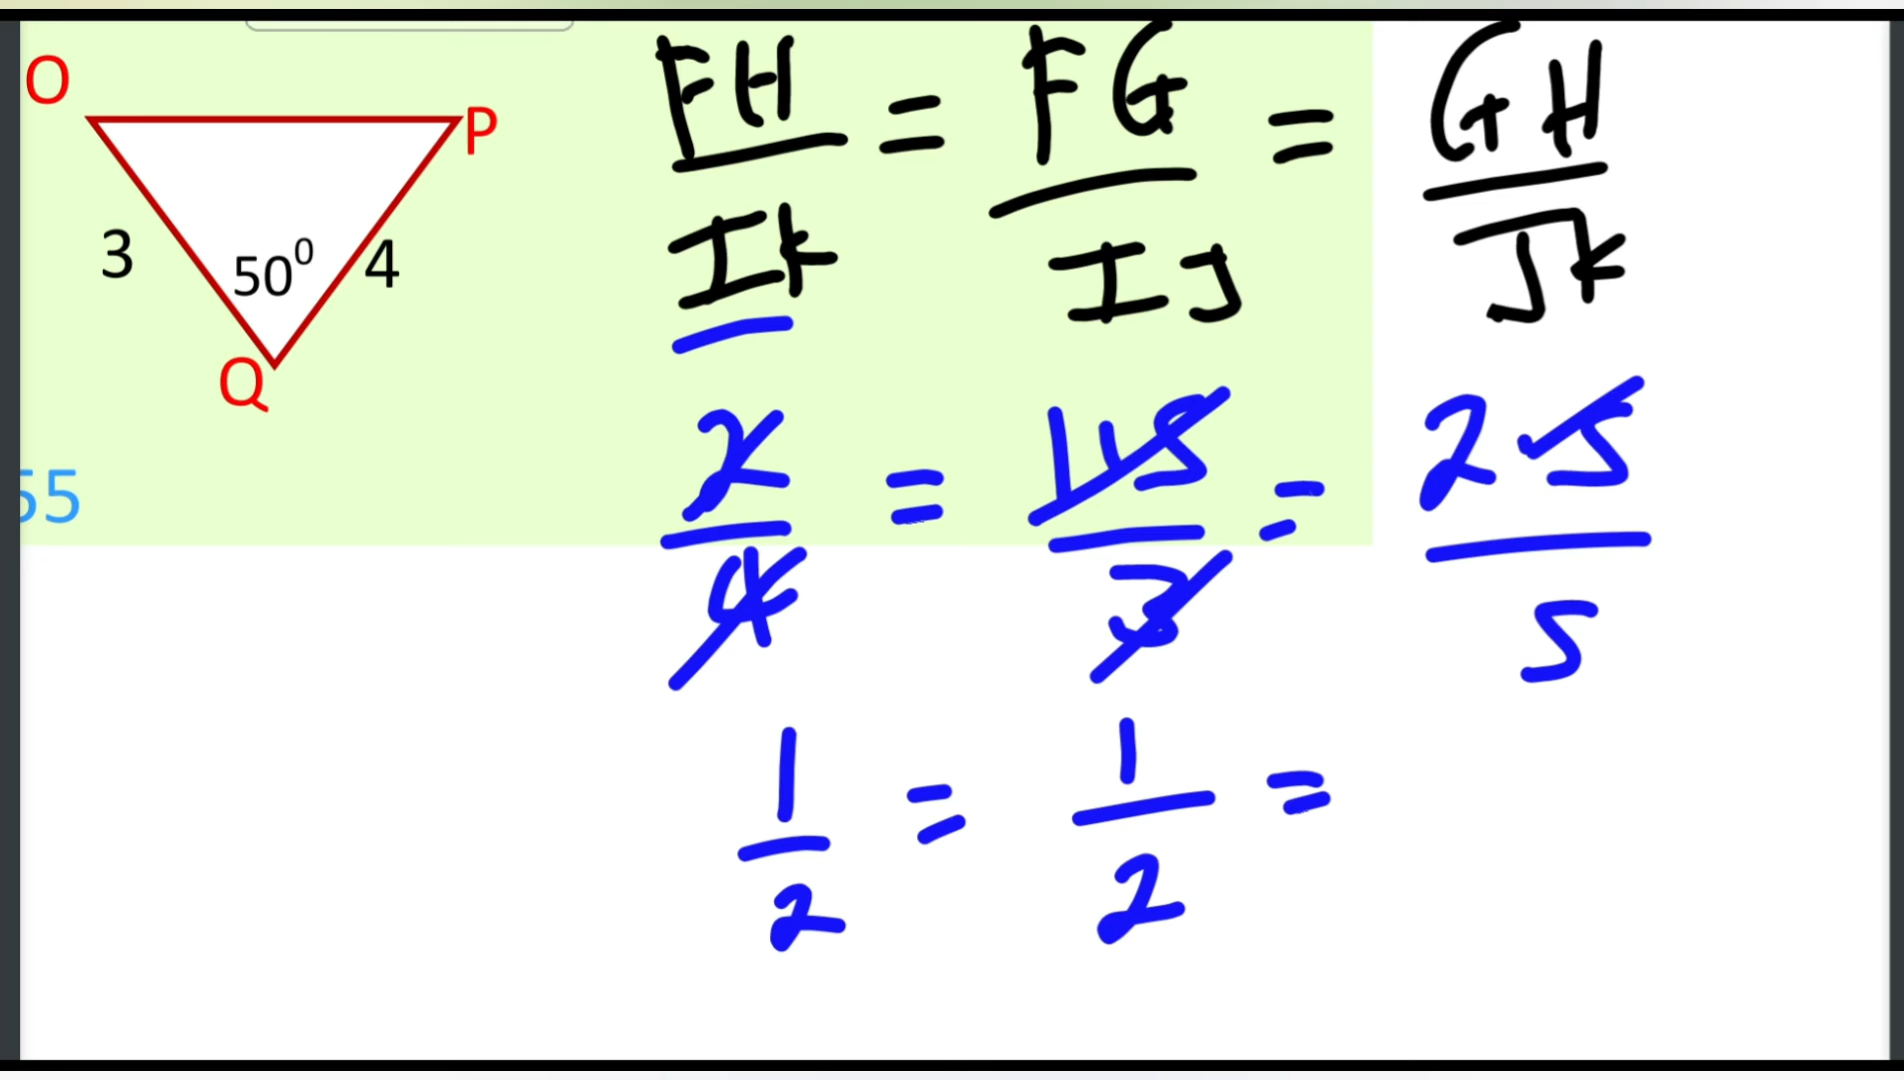 O
P
3
50⁰
4
Q
55
FH/IK = FG/IJ = GH/JK
2/4 = 1.5/3 = 2.5/5
1/2 = 1/2 =